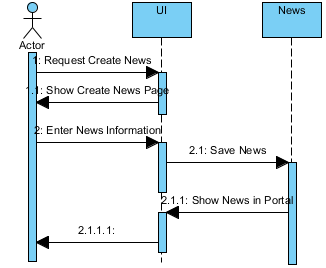 UI
News
Actor
1: Request Create News
1.1: Show Create News Page
2: Enter News Information
2.1: Save News
2.1.1: Show News in Portal
2.1.1.1: